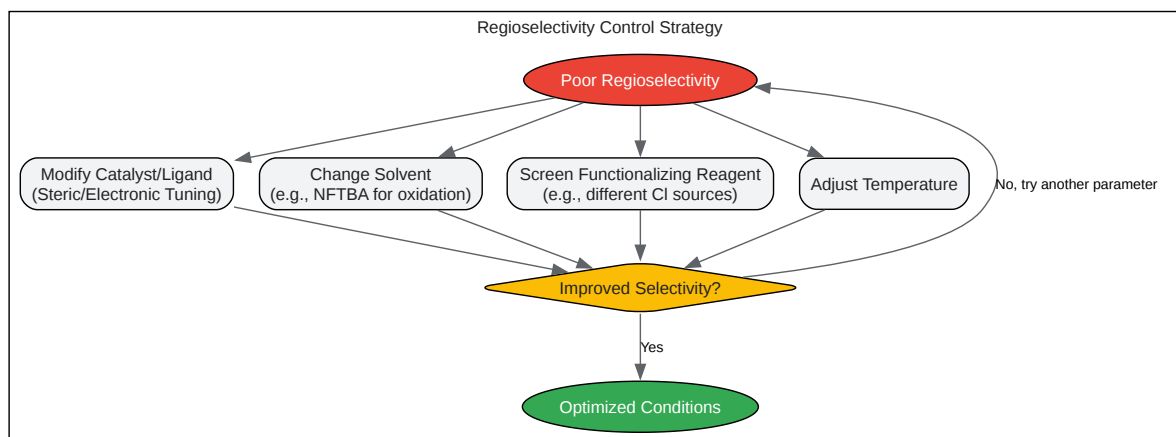 Regioselectivity Control Strategy
Poor Regioselectivity
Modify Catalyst/Ligand
(Steric/Electronic Tuning)
Change Solvent
(e.g., NFTBA for oxidation)
Screen Functionalizing Reagent
(e.g., different Cl sources)
Adjust Temperature
No, try another parameter
Improved Selectivity?
Yes
Optimized Conditions